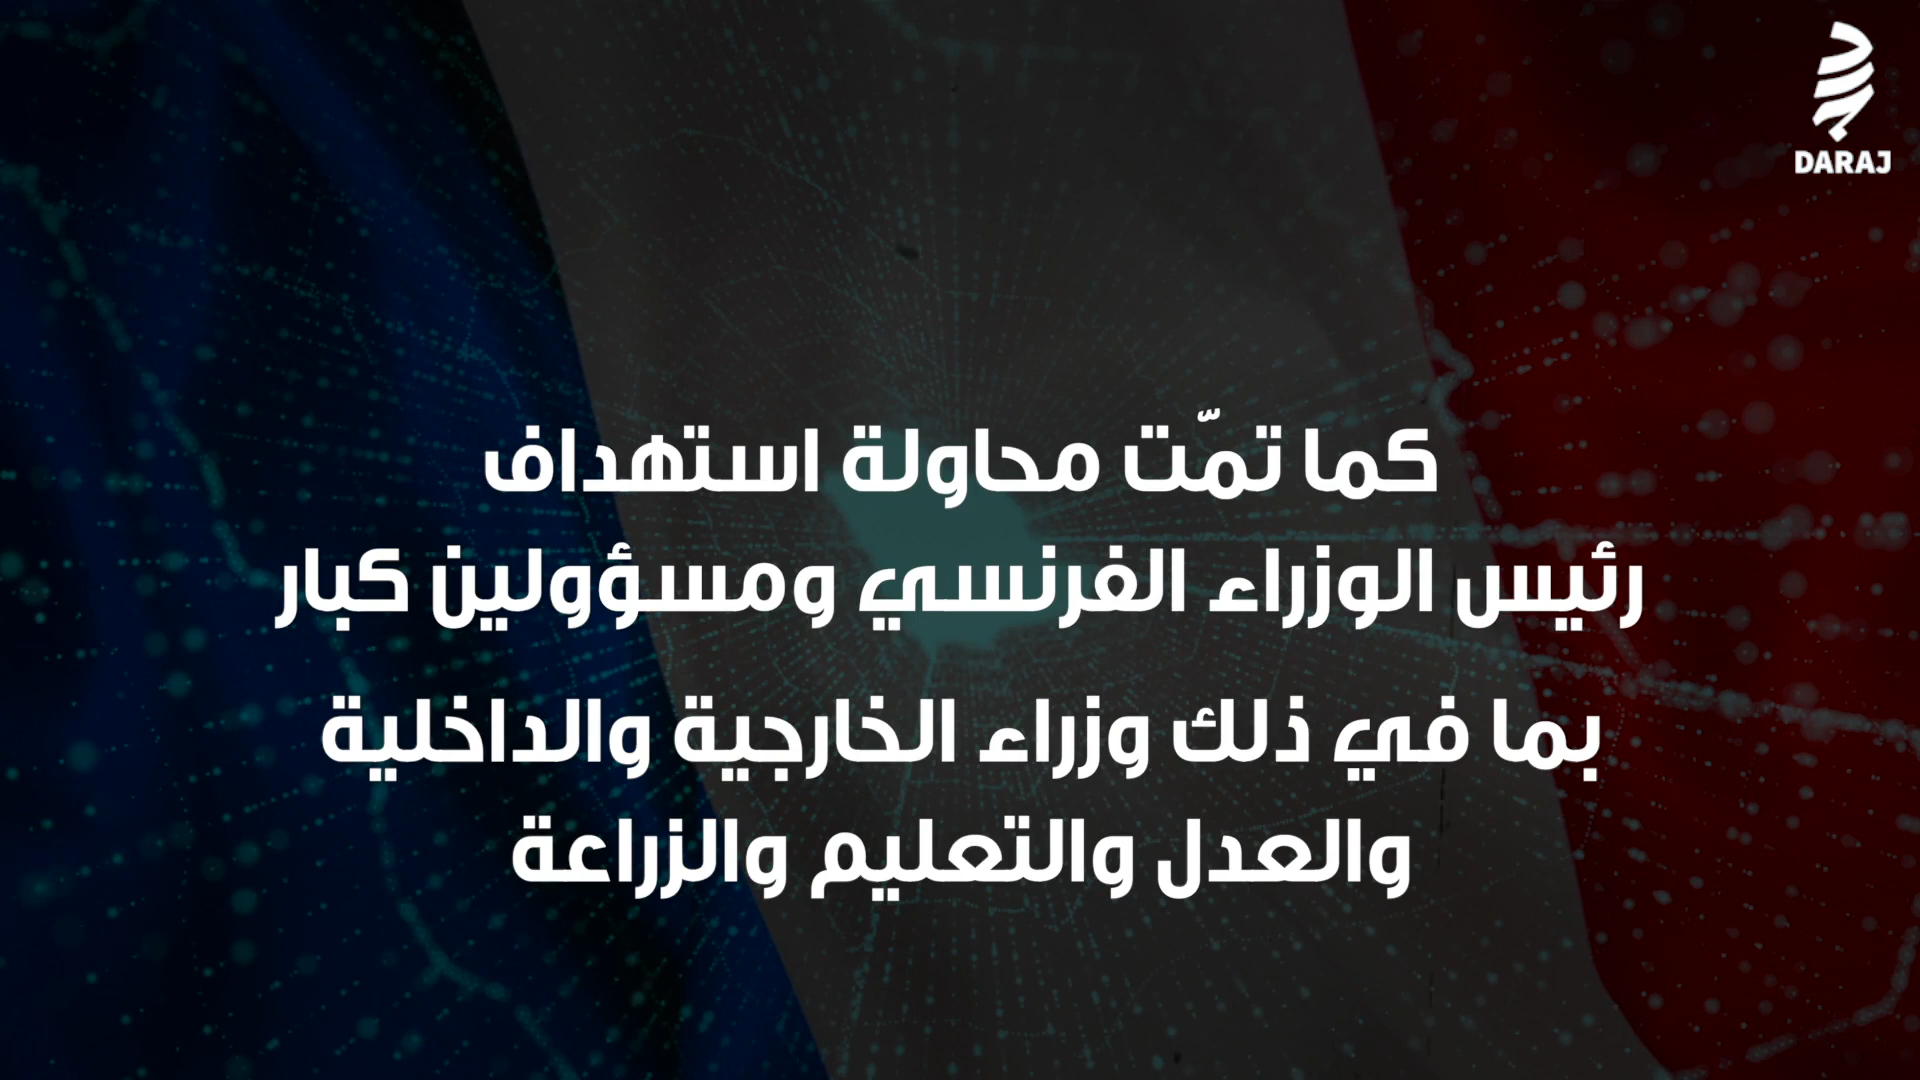 DARAJ
كما تمّت محاولة استهداف
رئيس الوزراء الفرنسي ومسؤولين كبار
بما في ذلك وزراء الخارجية والداخلية
والعدل والتعليم والزراعة